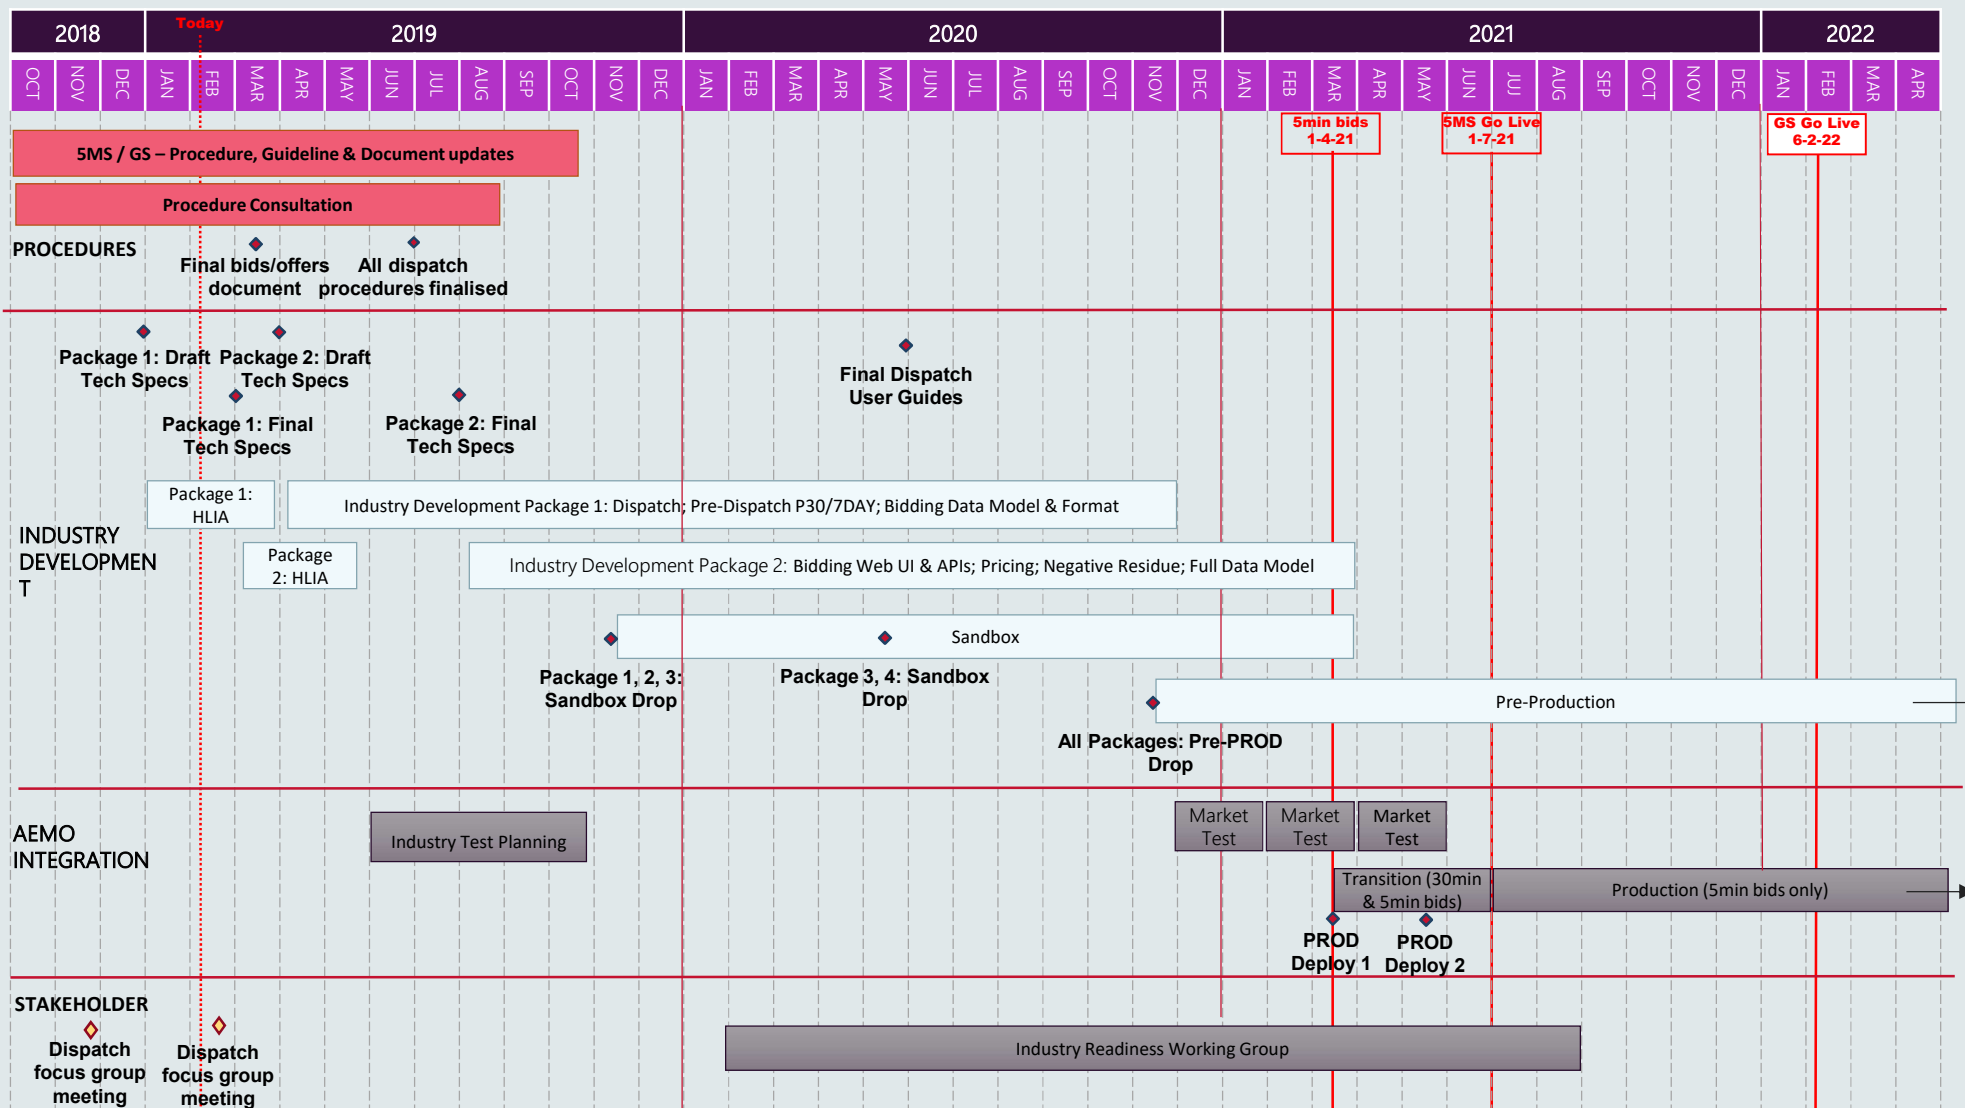 Today
2018 2019 2020 2021 2022
OCT NOV DEC JAN FEB MAR APR MAY JUN JUL AUG SEP OCT NOV DEC JAN FEB MAR APR MAY JUN JUL AUG SEP OCT NOV DEC JAN FEB MAR APR MAY JUN JUJ AUG SEP OCT NOV DEC JAN FEB MAR APR
5min bids
1-4-21
5MS Go Live
1-7-21
GS Go Live
6-2-22
5MS / GS – Procedure, Guideline & Document updates
Procedure Consultation
PROCEDURES
Final bids/offers
document
All dispatch
procedures finalised
Package 1: Draft
Tech Specs
Package 2: Draft
Tech Specs
Final Dispatch
User Guides
Package 1: Final
Tech Specs
Package 2: Final
Tech Specs
Package 1:
HLIA
Industry Development Package 1: Dispatch; Pre-Dispatch P30/7DAY; Bidding Data Model & Format
INDUSTRY
DEVELOPMEN
T
Package
2: HLIA
Industry Development Package 2: Bidding Web UI & APIs; Pricing; Negative Residue; Full Data Model
Sandbox
Package 1, 2, 3:
Sandbox Drop
Package 3, 4: Sandbox
Drop
Pre-Production
All Packages: Pre-PROD
Drop
AEMO
INTEGRATION
Industry Test Planning
Market
Test
Market
Test
Market
Test
Transition (30min
& 5min bids)
Production (5min bids only)
PROD
Deploy 1
PROD
Deploy 2
STAKEHOLDER
Dispatch
focus group
meeting
Dispatch
focus group
meeting
Industry Readiness Working Group